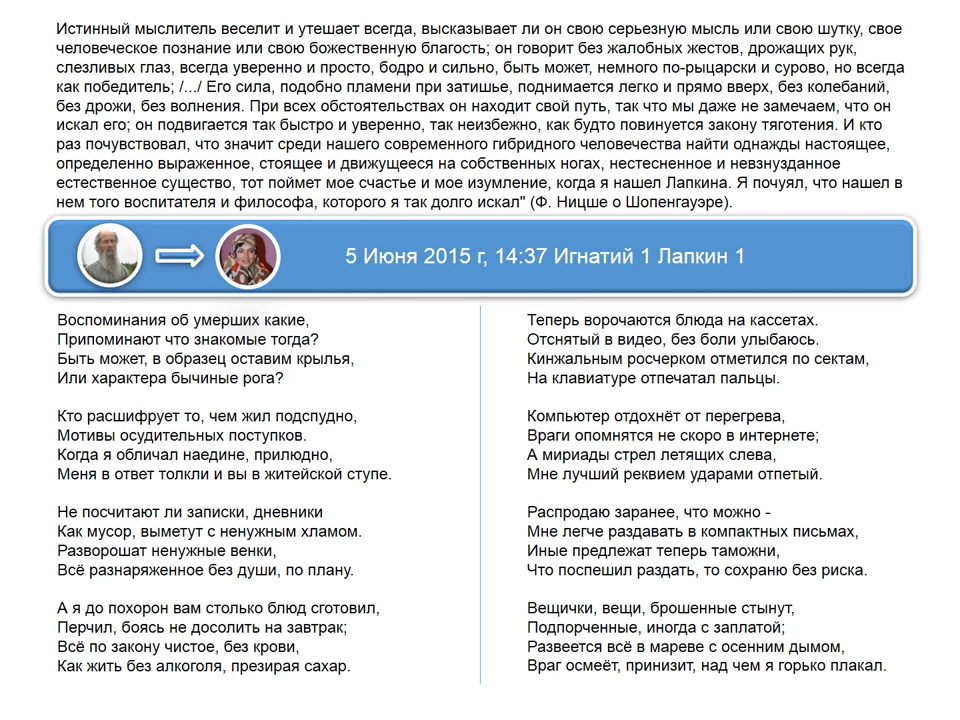 Истинный мыслитель веселит и утешает всегда, высказывает ли он свою серьезную мысль или свою шутку, свое
человеческое познание или свою божественную благость; он говорит без жалобных жестов, дрожащих рук,
слезливых глаз, всегда уверенно и просто, бодро и сильно, быть может, немного по-рыцарски и сурово, но всегда
как победитель; /.../ Его сила, подобно пламени при затишье, поднимается легко и прямо вверх, без колебаний,
без дрожи, без волнения. При всех обстоятельствах он находит свой путь, так что мы даже не замечаем, что он
искал его; он подвигается так быстро и уверенно, так неизбежно, как будто повинуется закону тяготения. И кто
раз почувствовал, что значит среди нашего современного гибридного человечества найти однажды настоящее,
определенно выраженное, стоящее и движущееся на собственных ногах, нестесненное и невзнузданное
естественное существо, тот поймет мое счастье и мое изумление, когда я нашел Лапкина. Я почуял, что нашел в
нем того воспитателя и философа, которого я так долго искал" (Ф. Ницше о Шопенгауэре).
5 Июня 2015 г, 14:37 Игнатий 1 Лапкин 1
Воспоминания об умерших какие,
Припоминают что знакомые тогда?
Быть может, в образец оставим крылья,
Или характера бычиные рога?
Кто расшифрует то, чем жил подспудно,
Мотивы осудительных поступков.
Когда я обличал наедине, прилюдно,
Меня в ответ толкли и вы в житейской ступе.
Не посчитают ли записки, дневники
Как мусор, выметут с ненужным хламом.
Разворошат ненужные венки,
Всё разнаряженное без души, по плану.
А я до похорон вам столько блюд сготовил,
Перчил, боясь не досолить на завтрак;
Всё по закону чистое, без крови,
Как жить без алкоголя, презирая сахар.
Теперь ворочаются блюда на кассетах.
Отснятый в видео, без боли улыбаюсь.
Кинжальным росчерком отметился по сектам,
На клавиатуре отпечатал пальцы.
Компьютер отдохнёт от перегрева,
Враги опомнятся не скоро в интернете;
А мириады стрел летящих слева,
Мне лучший реквием ударами отпетый.
Распродаю заранее, что можно -
Мне легче раздавать в компактных письмах,
Иные предлежат теперь таможни,
Что поспешил раздать, то сохраню без риска.
Вещички, вещи, брошенные стынут,
Подпорченные, иногда с заплатой;
Развеется всё в мареве с осенним дымом,
Враг осмеёт, принизит, над чем я горько плакал.